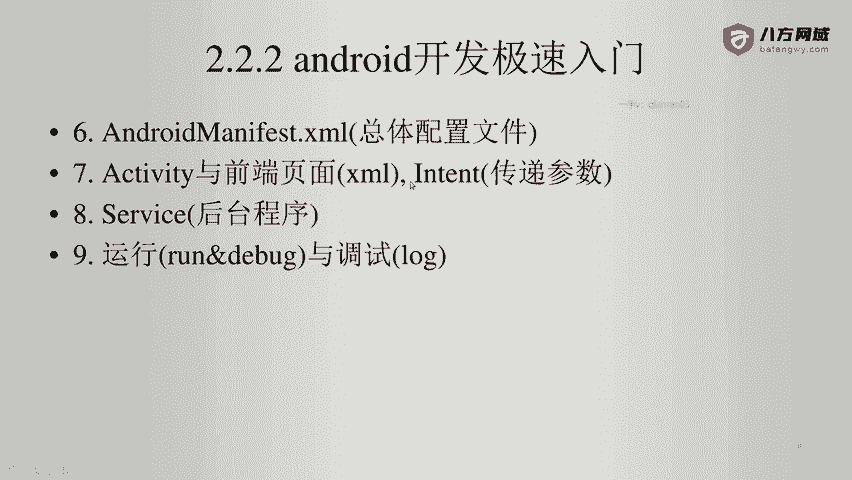 八方网域
bafangwy.com
2.2.2 android开发极速入门
• 6. AndroidManifest.xml(总体配置文件)
• 7. Activity与前端页面(xml), Intent(传递参数)
• 8. Service(后台程序)
• 9. 运行(run&debug)与调试(log)